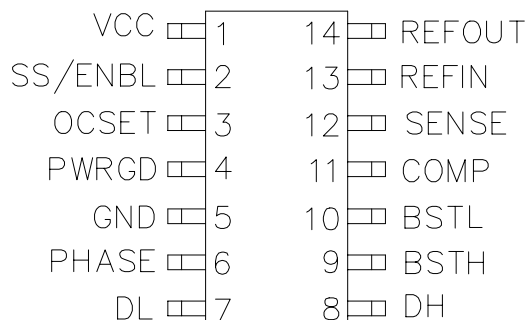 VCC 1 14 REFOUT
SS/ENBL 2 13 REFIN
OCSET 3 12 SENSE
PWRGD 4 11 COMP
GND 5 10 BSTL
PHASE 6 9 BSTH
DL 7 8 DH